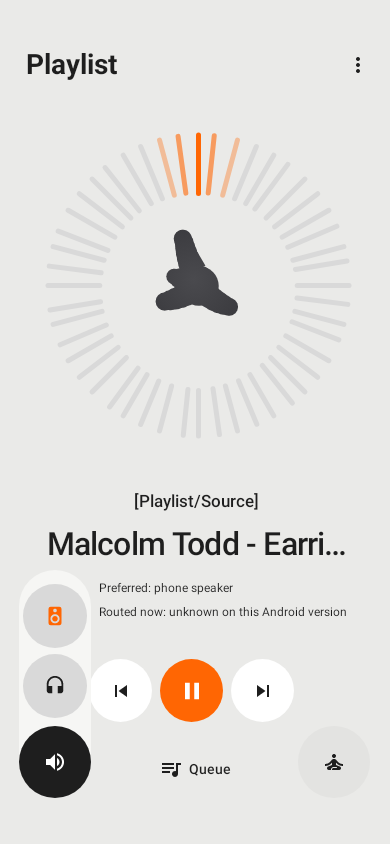 Playlist
[Playlist/Source]
Malcolm Todd - Earri...
Preferred: phone speaker
Routed now: unknown on this Android version
Queue